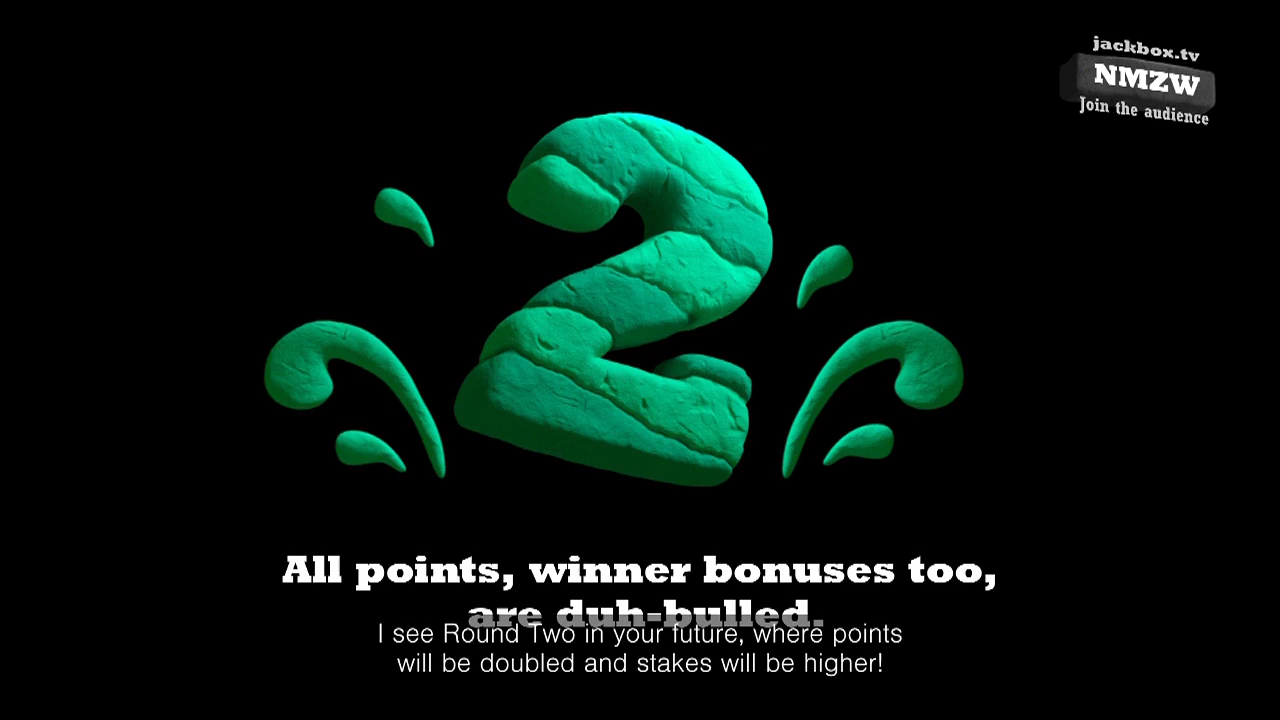 jackbox.tv
NMZW
Join the audience
2
All points, winner bonuses too,
are duh-bulled.
I see Round Two in your future, where points
will be doubled and stakes will be higher!